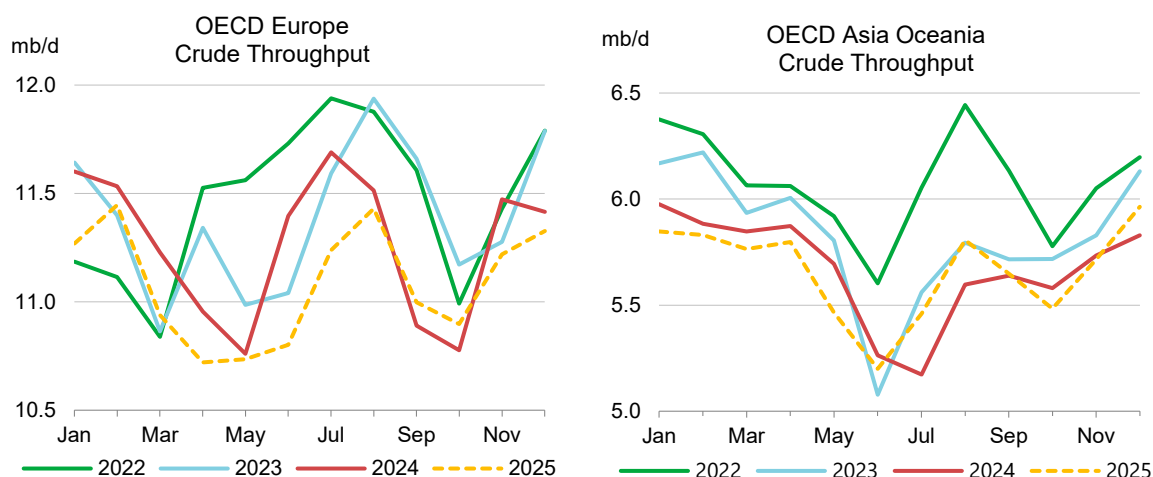 OECD Europe
Crude Throughput
mb/d
12.0
11.5
11.0
10.5
Jan Mar May Jul Sep Nov
2022 2023 2024 2025
OECD Asia Oceania
Crude Throughput
mb/d
6.5
6.0
5.5
5.0
Jan Mar May Jul Sep Nov
2022 2023 2024 2025